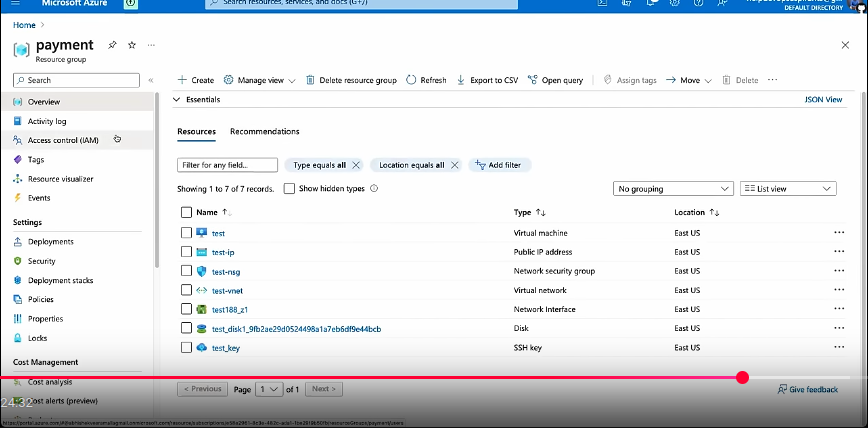 Microsoft Azure
Search resources, services, and docs (G+/)
DEFAULT DIRECTORY
Home >
payment
Resource group
Search
Overview
Activity log
Access control (IAM)
Tags
Resource visualizer
Events
Settings
Deployments
Security
Deployment stacks
Policies
Properties
Locks
Cost Management
Cost analysis
Cost alerts (preview)
Create Manage view Delete resource group Refresh Export to CSV Open query Assign tags Move Delete
Essentials JSON View
Resources Recommendations
Filter for any field... Type equals all Location equals all Add filter
Showing 1 to 7 of 7 records. Show hidden types No grouping List view
Name Type Location
test Virtual machine East US
test-ip Public IP address East US
test-nsg Network security group East US
test-vnet Virtual network East US
test188_z1 Network Interface East US
test_disk1_9fb2ae29d0524498a1a7eb6df9e44bcb Disk East US
test_key SSH key East US
< Previous Page 1 of 1 Next > Give feedback
24:32